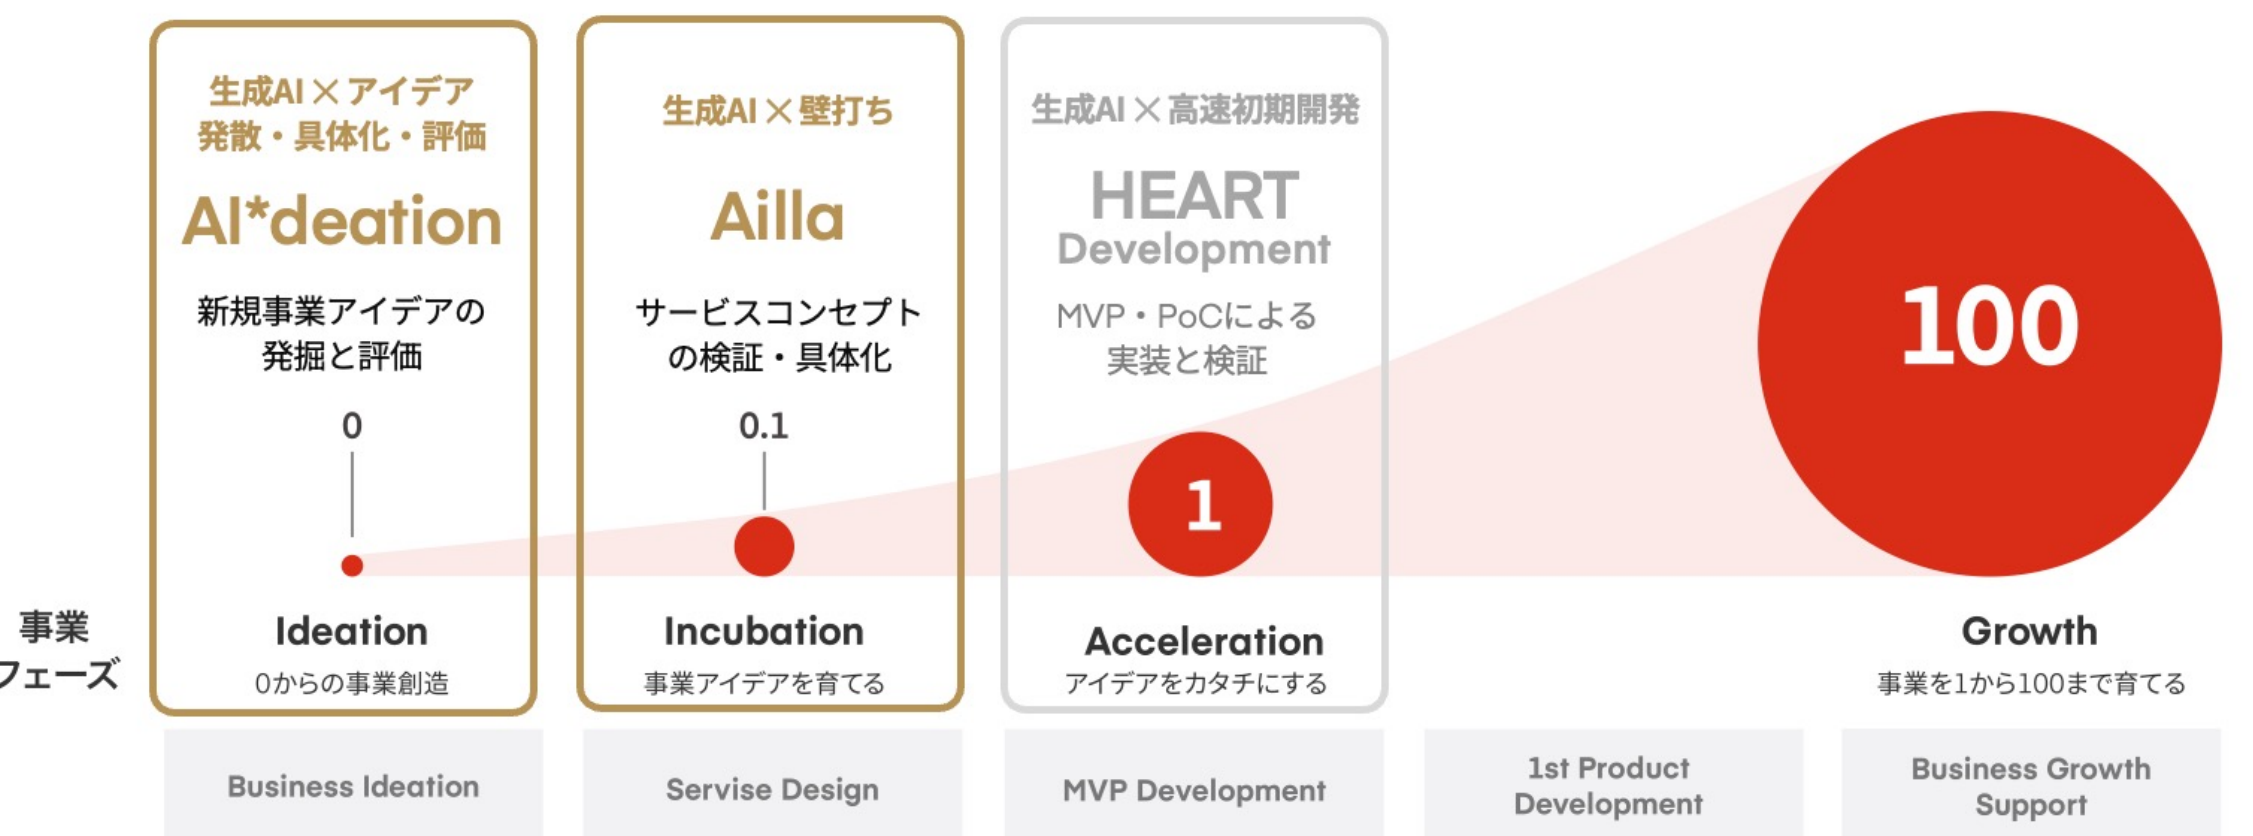 生成AI×アイデア
発散・具体化・評価
AI*deation
新規事業アイデアの
発掘と評価
0
Ideation
0からの事業創造
生成AI×壁打ち
Ailla
サービスコンセプト
の検証・具体化
0.1
Incubation
事業アイデアを育てる
生成AI×高速初期開発
HEART
Development
MVP・PoCによる
実装と検証
1
Acceleration
アイデアをカタチにする
100
Growth
事業を1から100まで育てる
事業
フェーズ
Business Ideation
Servise Design
MVP Development
1st Product
Development
Business Growth
Support